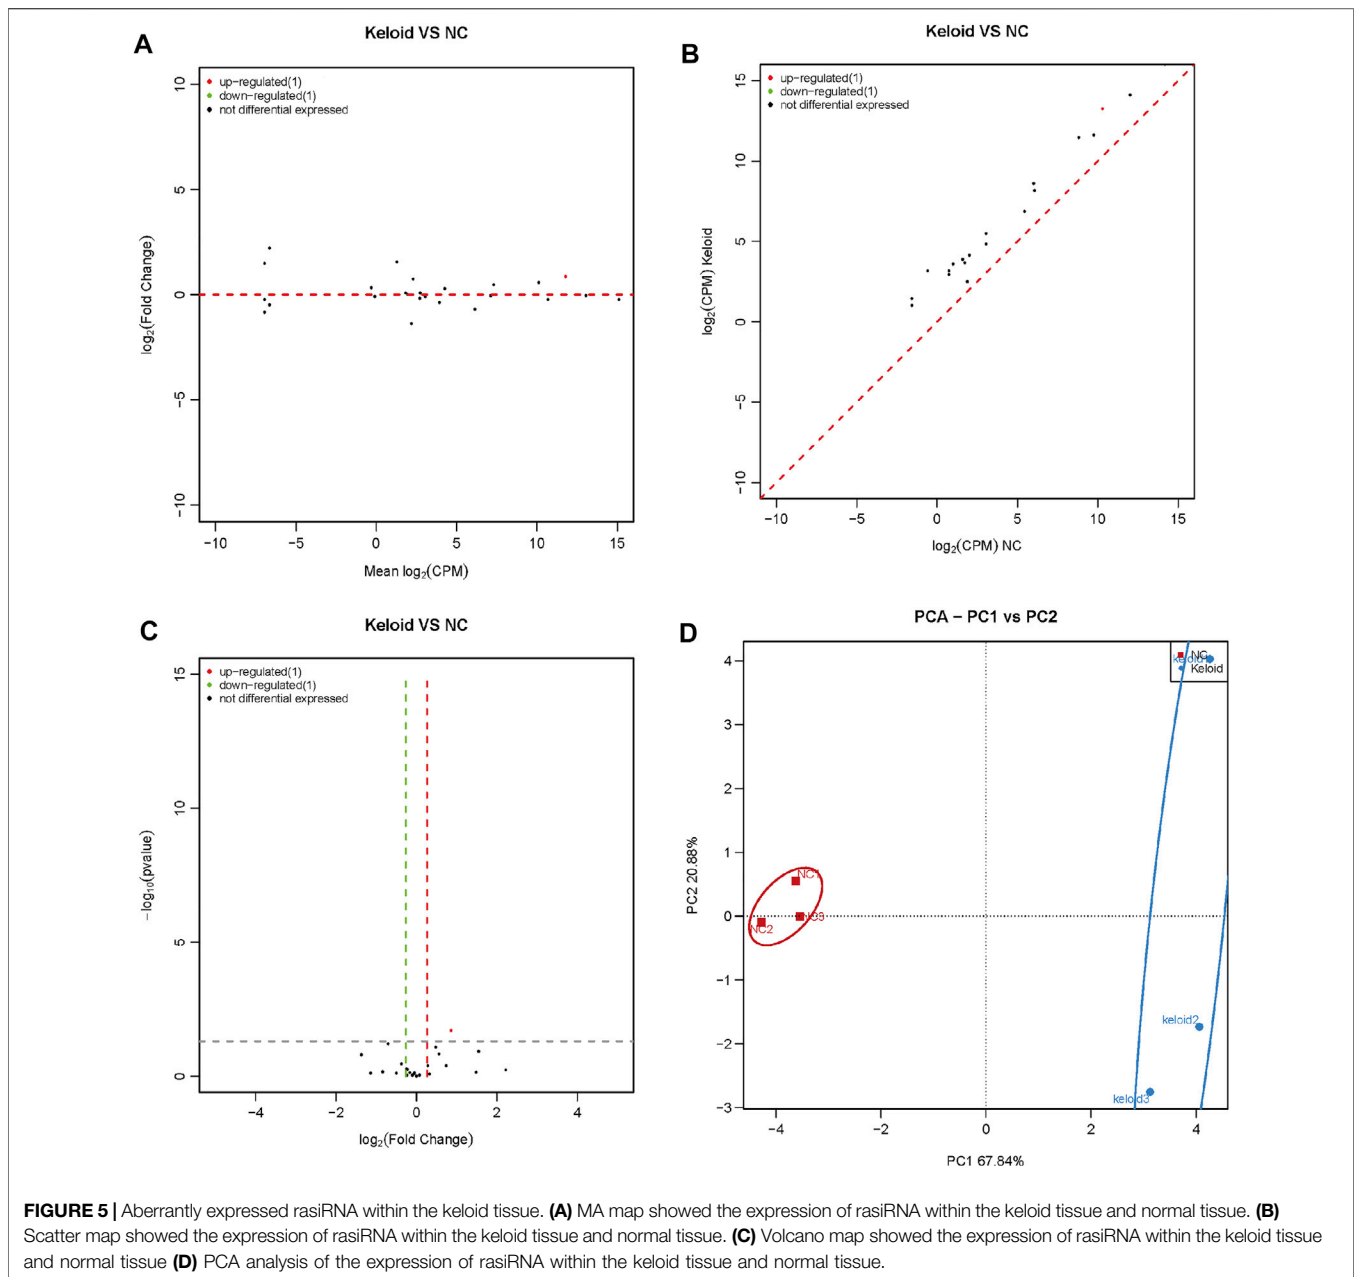 A
Keloid VS NC
up-regulated(1)
down-regulated(1)
not differential expressed
10
5
0
-5
-10
log2(Fold Change)
-10 -5 0 5 10 15
Mean log2(CPM)
B
Keloid VS NC
up-regulated(1)
down-regulated(1)
not differential expressed
15
10
5
0
-5
-10
log2(CPM) Keloid
-10 -5 0 5 10 15
log2(CPM) NC
C
Keloid VS NC
up-regulated(1)
down-regulated(1)
not differential expressed
15
10
5
0
-log10(pvalue)
-4 -2 0 2 4
log2(Fold Change)
D
PCA – PC1 vs PC2
NC
Keloid
4
3
2
1
0
-1
-2
-3
PC2 20.88%
NC1
NC2
keloid2
keloid3
-4 -2 0 2 4
PC1 67.84%
FIGURE 5 | Aberrantly expressed rasiRNA within the keloid tissue. (A) MA map showed the expression of rasiRNA within the keloid tissue and normal tissue. (B)
Scatter map showed the expression of rasiRNA within the keloid tissue and normal tissue. (C) Volcano map showed the expression of rasiRNA within the keloid tissue
and normal tissue (D) PCA analysis of the expression of rasiRNA within the keloid tissue and normal tissue.